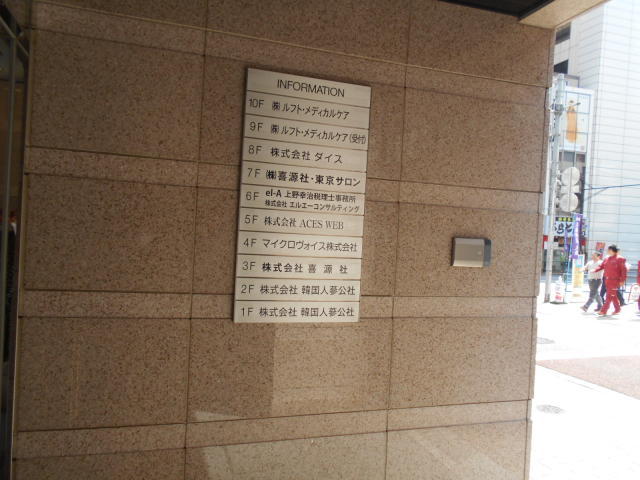 INFORMATION
10F ㈱ ルフト・メディカルケア
9F ㈱ ルフト・メディカルケア(受付)
8F 株式会社 ダイス
7F ㈱喜源社・東京サロン
6F el-A 上野幸治税理士事務所
株式会社 エルエーコンサルティング
5F 株式会社 ACES WEB
4F マイクロヴォイス株式会社
3F 株式会社 喜 源 社
2F 株式会社 韓国人蔘公社
1F 株式会社 韓国人蔘公社